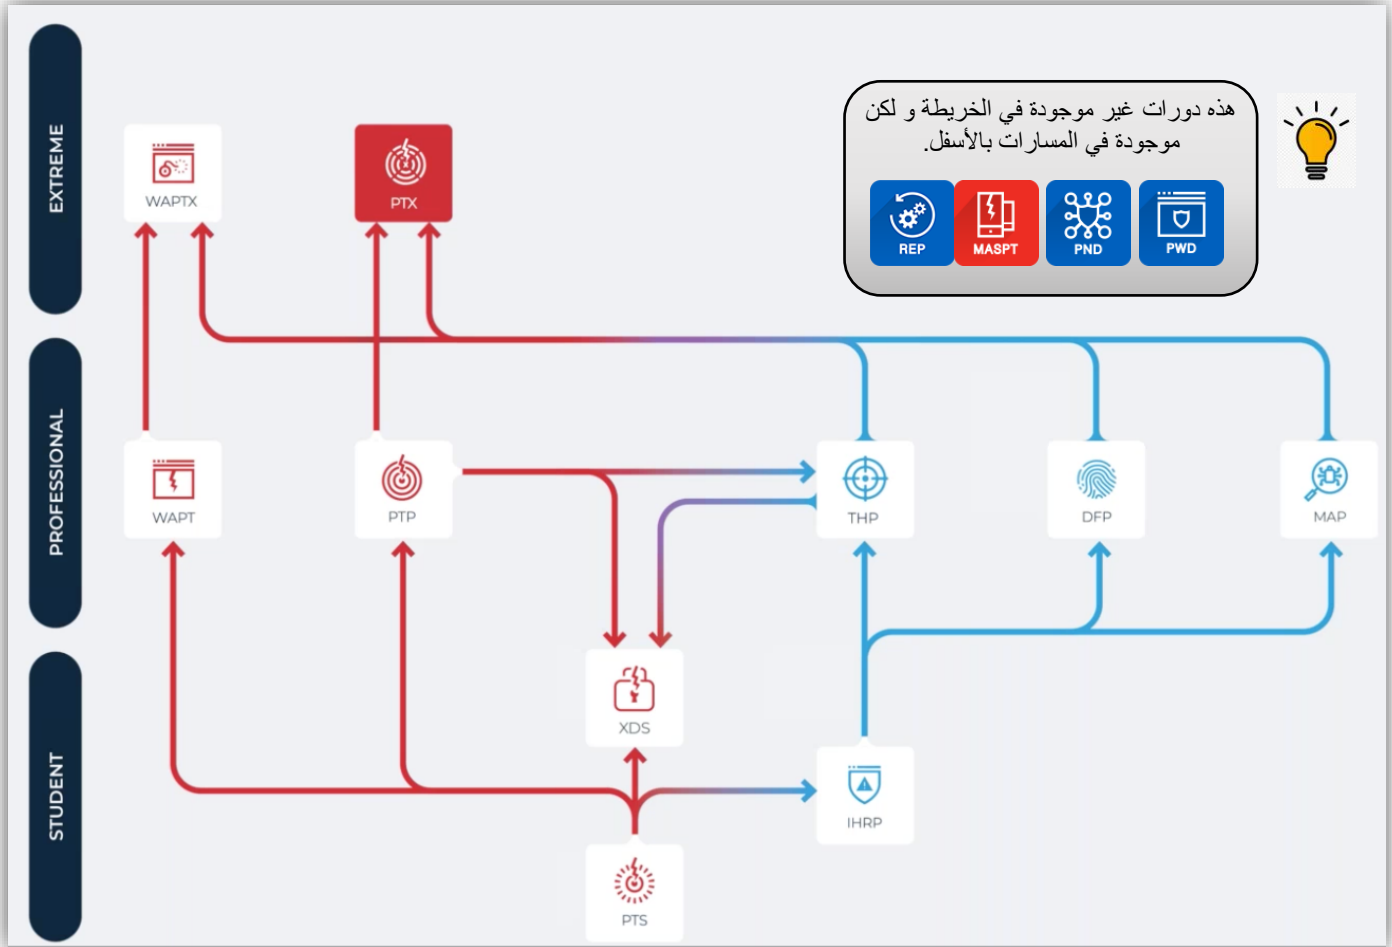 EXTREME
هذه دورات غير موجودة في الخريطة و لكن
موجودة في المسارات بالأسفل.
REP
MASPT
PND
PWD
WAPTX
PTX
PROFESSIONAL
WAPT
PTP
THP
DFP
MAP
STUDENT
XDS
IHRP
PTS